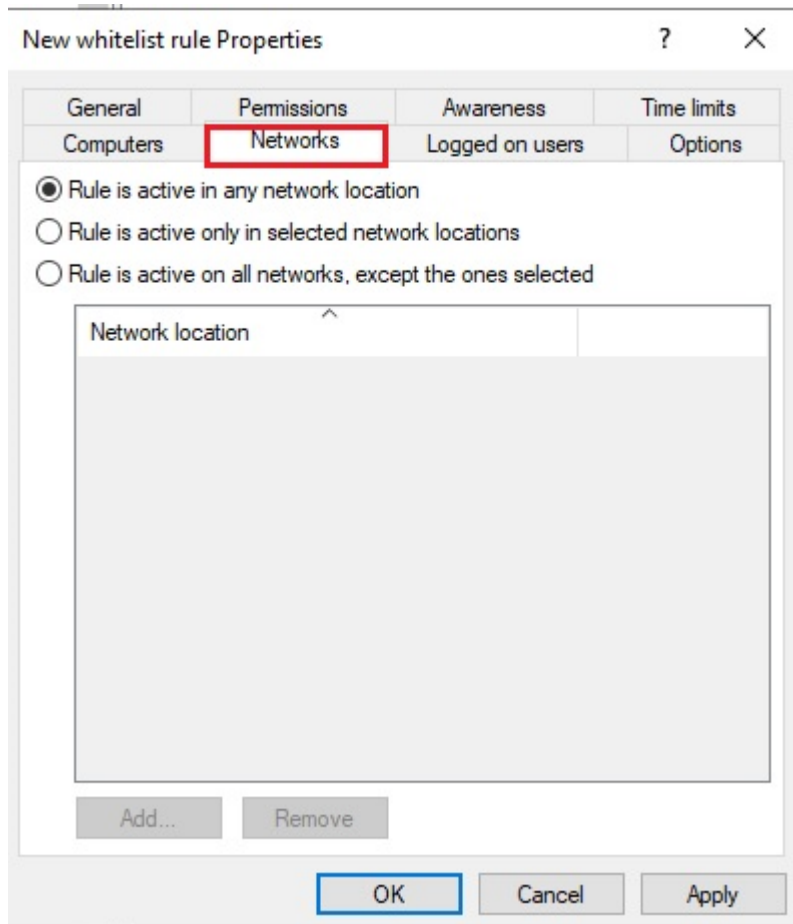 New whitelist rule Properties ? X
General Permissions Awareness Time limits
Computers Networks Logged on users Options
Rule is active in any network location
Rule is active only in selected network locations
Rule is active on all networks, except the ones selected
Network location
Add... Remove
OK Cancel Apply